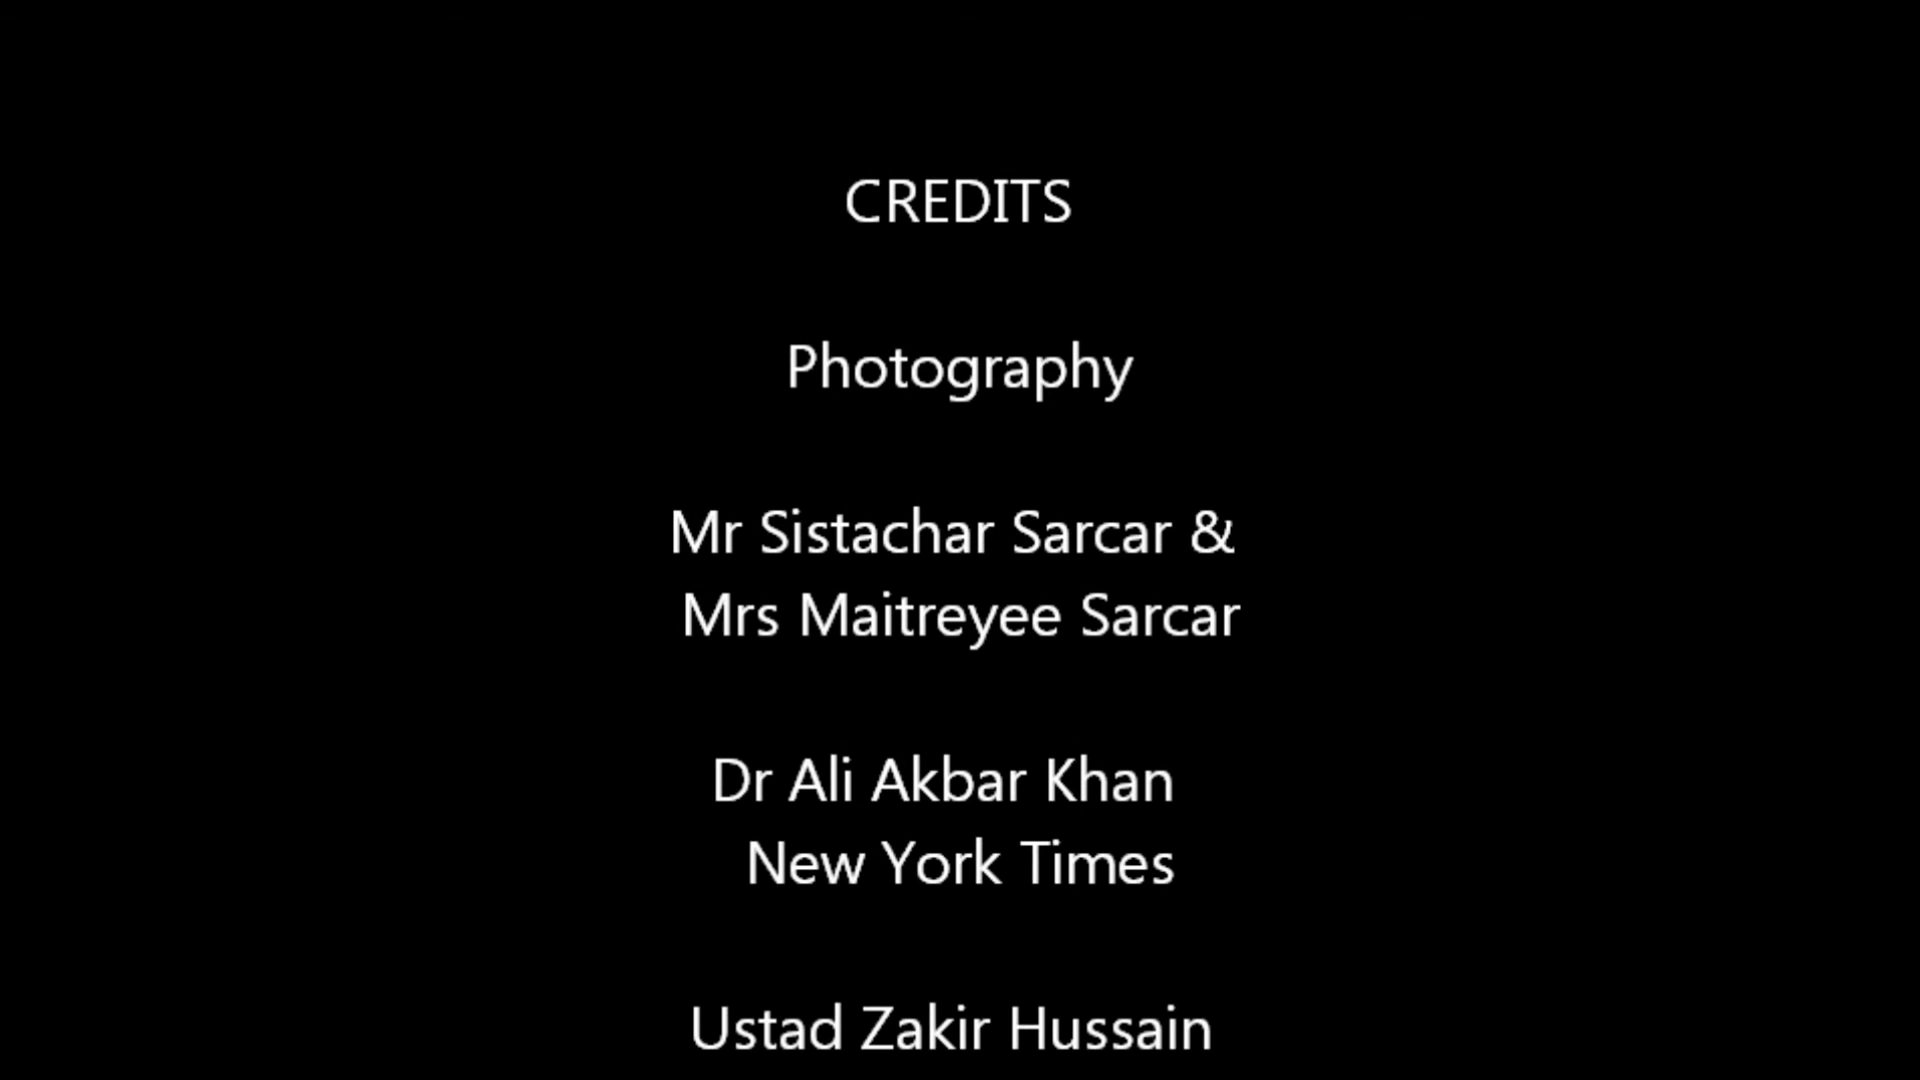 CREDITS
Photography
Mr Sistachar Sarcar &
Mrs Maitreyee Sarcar
Dr Ali Akbar Khan
New York Times
Ustad Zakir Hussain